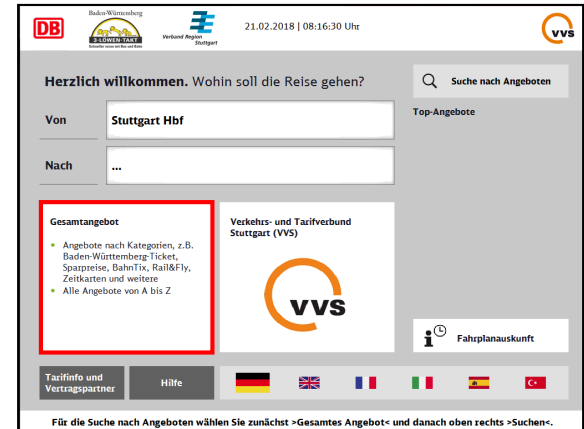 DB
Baden-Württemberg
3-LÖWEN-TAKT
Verband Region
Stuttgart
21.02.2018 | 08:16:30 Uhr
VVS
Herzlich willkommen. Wohin soll die Reise gehen?
Suche nach Angeboten
Von
Stuttgart Hbf
Top-Angebote
Nach
...
Gesamtangebot
Angebote nach Kategorien, z.B.
Baden-Württemberg-Ticket,
Sparpreise, BahnTix, Rail&Fly,
Zeitkarten und weitere
Alle Angebote von A bis Z
Verkehrs- und Tarifverbund
Stuttgart (VVS)
VVS
Fahrplanauskunft
Tarifinfo und
Vertragspartner
Hilfe
Für die Suche nach Angeboten wählen Sie zunächst >Gesamtes Angebot< und danach oben rechts >Suchen<.